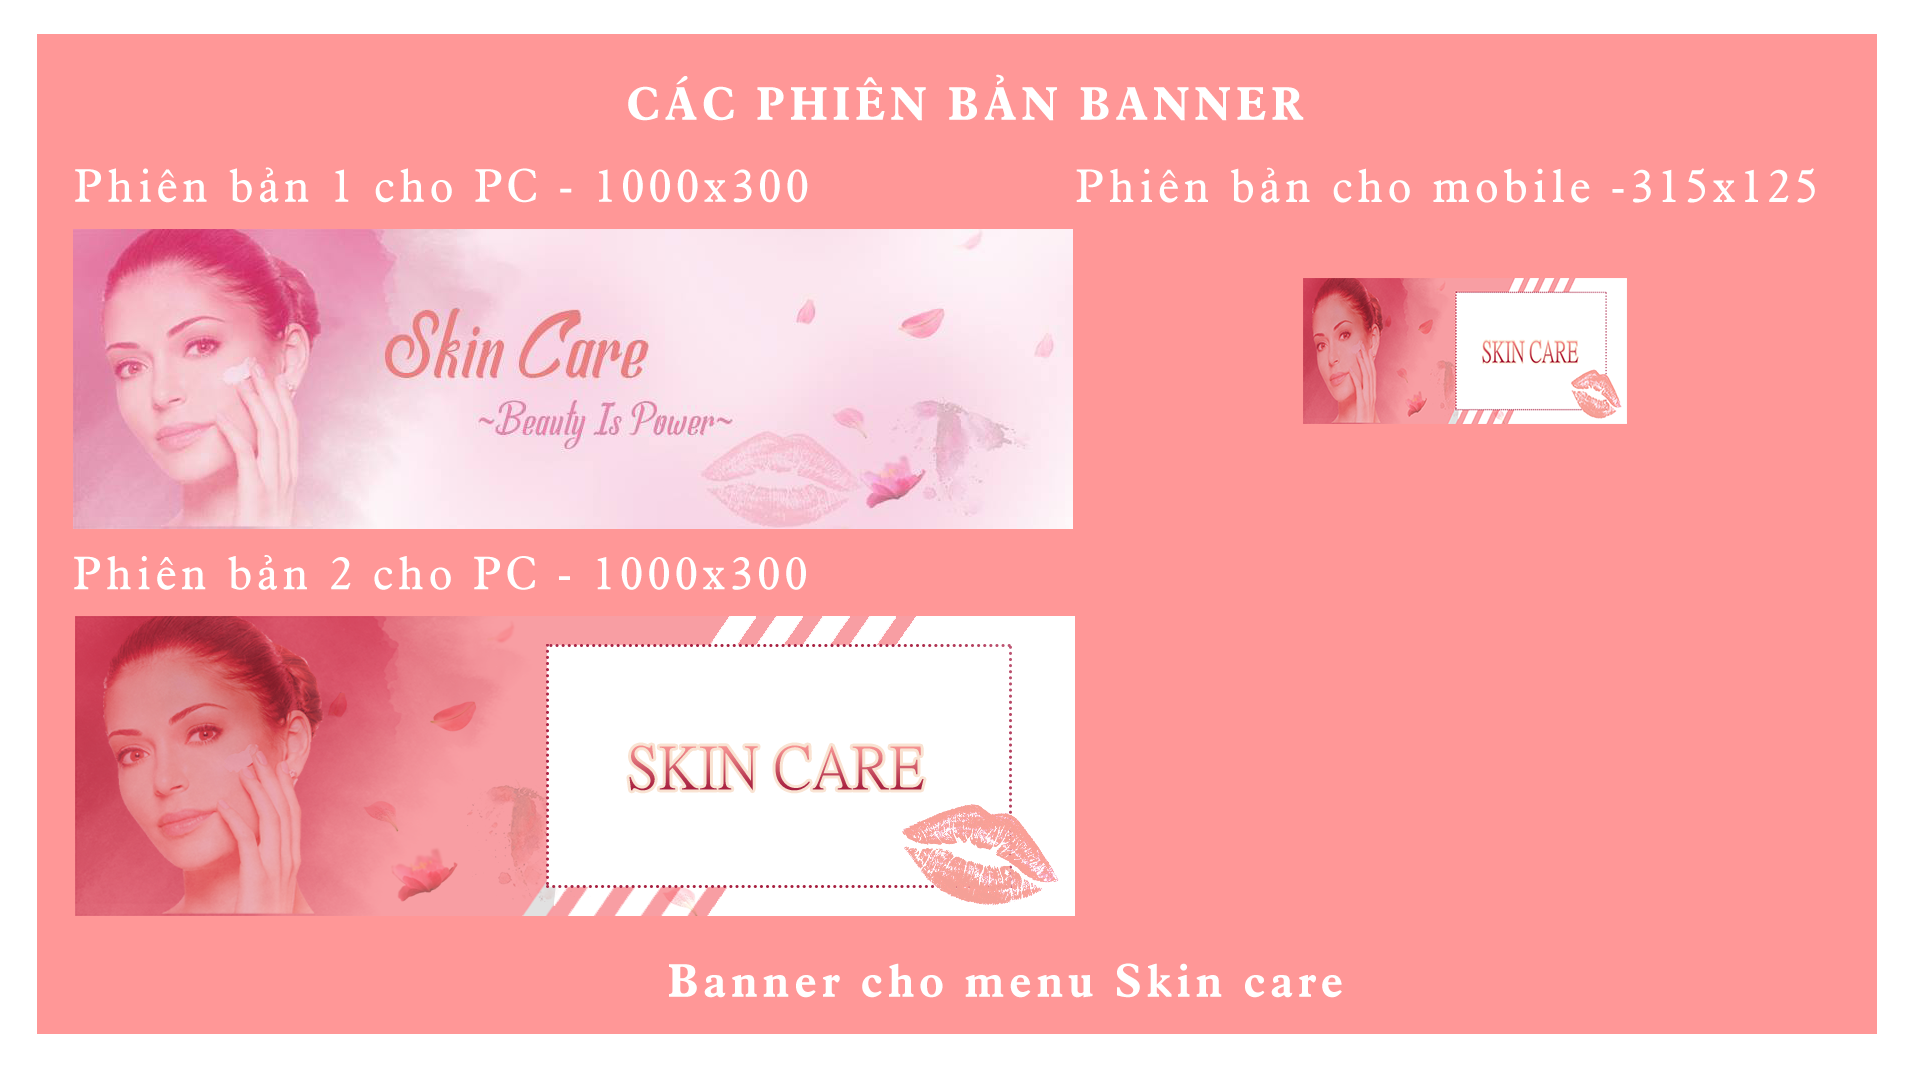 CÁC PHIÊN BẢN BANNER
Phiên bản 1 cho PC - 1000x300
Skin Care
~Beauty Is Power~
Phiên bản 2 cho PC - 1000x300
SKIN CARE
Phiên bản cho mobile -315x125
SKIN CARE
Banner cho menu Skin care